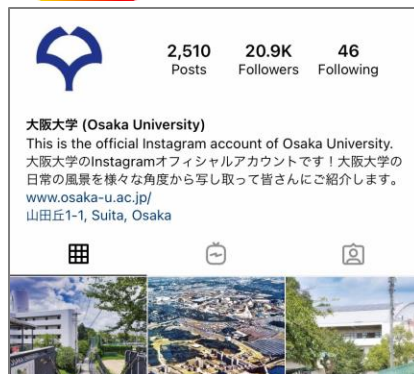 2,510 20.9K 46
Posts Followers Following
大阪大学 (Osaka University)
This is the official Instagram account of Osaka University.
大阪大学のInstagramオフィシャルアカウントです！大阪大学の
日常の風景を様々な角度から写し取って皆さんにご紹介します。
www.osaka-u.ac.jp/
山田丘1-1, Suita, Osaka